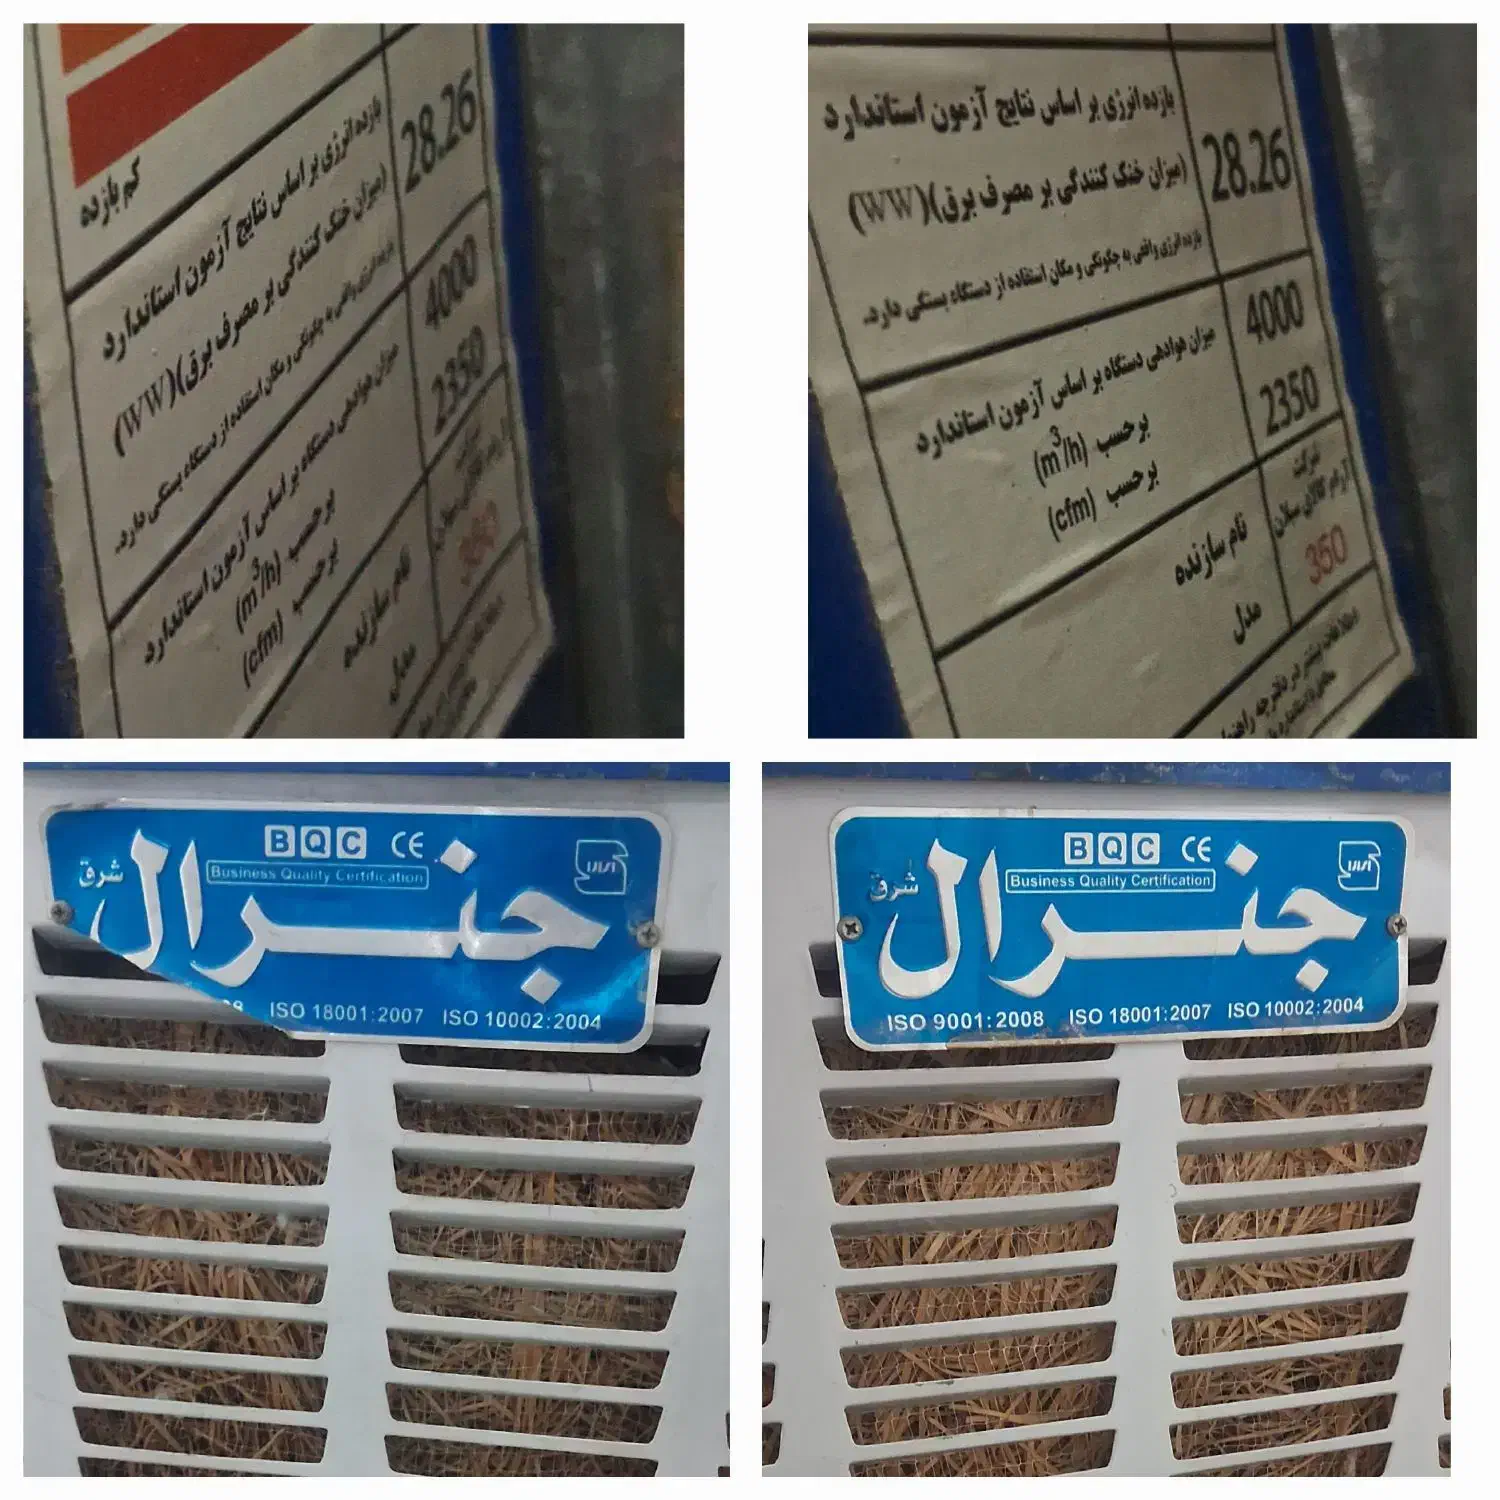 کم بازده
بازده انرژی بر اساس نتایج آزمون استاندارد
(میزان خنک کنندگی بر مصرف برق)(WW)
28.26
بازده انرژی واقعی به چگونگی و مکان استفاده از دستگاه بستگی دارد.
میزان هوادهی دستگاه بر اساس آزمون استاندارد
برحسب (m³/h)
4000
برحسب (cfm)
2350
نام سازنده
مدل
بازده انرژی بر اساس نتایج آزمون استاندارد
(میزان خنک کنندگی بر مصرف برق)(WW)
28.26
بازده انرژی واقعی به چگونگی و مکان استفاده از دستگاه بستگی دارد.
میزان هوادهی دستگاه بر اساس آزمون استاندارد
برحسب (m³/h)
4000
برحسب (cfm)
2350
نام سازنده
شرکت
مدل
350
BQC CE
Business Quality Certification
جنرال
شرق
ISO 18001:2007 ISO 10002:2004
BQC CE
Business Quality Certification
جنرال
شرق
ISO 9001:2008 ISO 18001:2007 ISO 10002:2004